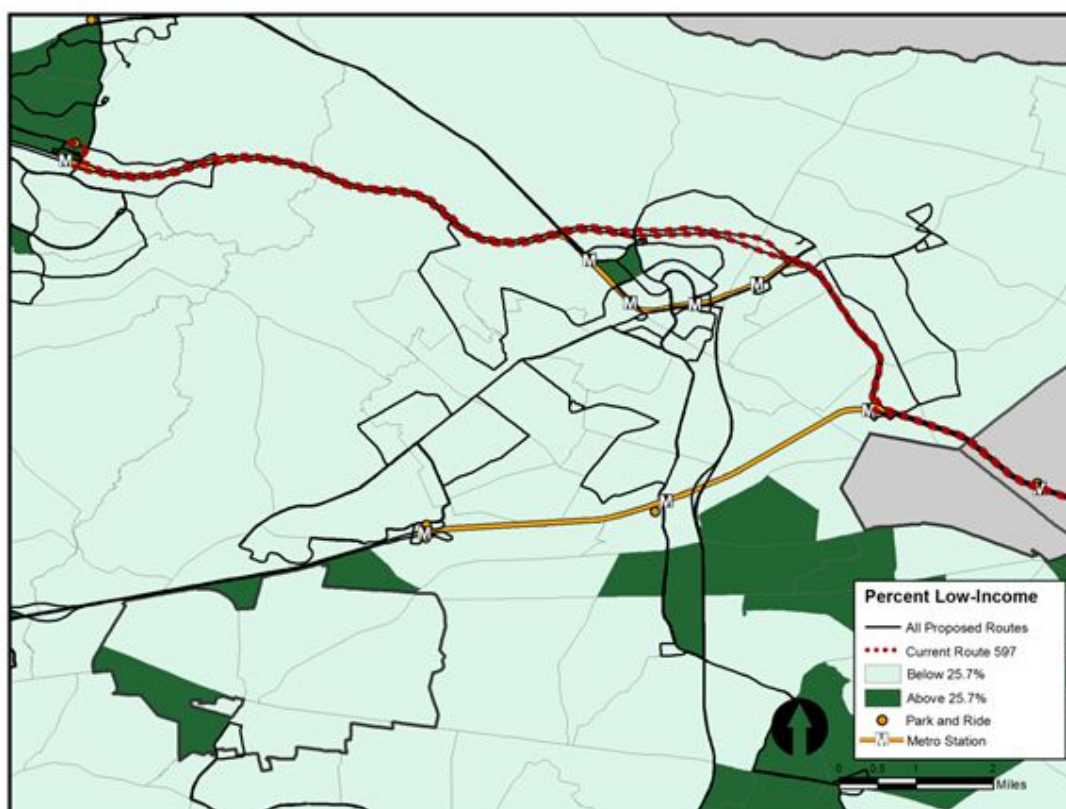 M
M
M
M
M
M
M
M
M
Percent Low-Income
All Proposed Routes
Current Route 597
Below 25.7%
Above 25.7%
Park and Ride
M Metro Station
0 0.5 1 2
Miles